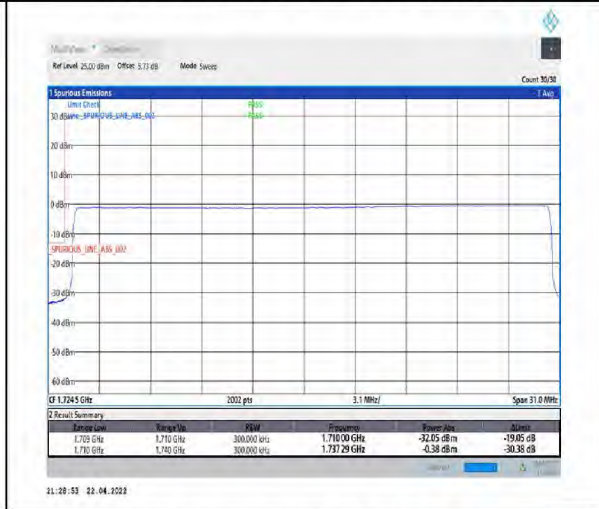 Ref Level 25.00 dBm Offset 5.77 dB Mode Sweep
Count 30/30
1 Spurious Emissions 1 Avg
Limit Check PASS
Line _SPURIOUS_LINE_ABS_002 PASS
30 dBm
20 dBm
10 dBm
0 dBm
-10 dBm
_SPURIOUS_LINE_ABS_002
-20 dBm
-30 dBm
-40 dBm
-50 dBm
-60 dBm
CF 1.7245 GHz 2002 pts 3.1 MHz/ Span 31.0 MHz
2 Result Summary
Range Low Range Up RBW Frequency Power Abs ΔLimit
1.709 GHz 1.710 GHz 300.000 kHz 1.71000 GHz -32.05 dBm -19.05 dB
1.710 GHz 1.740 GHz 300.000 kHz 1.73729 GHz -0.38 dBm -30.38 dB
21:28:53 22.04.2022